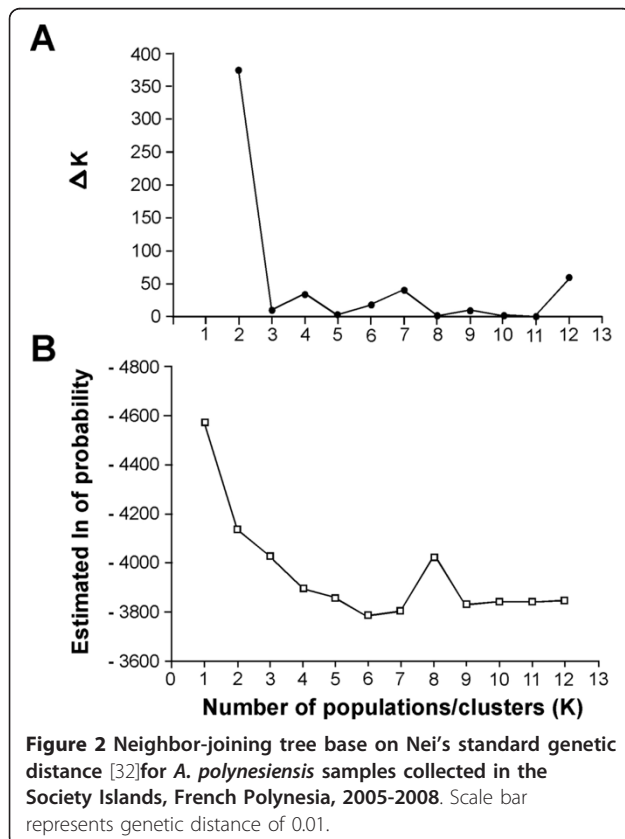 A
400
350
300
250
200
150
100
50
0
ΔK
1 2 3 4 5 6 7 8 9 10 11 12 13
B
- 4800
- 4600
- 4400
- 4200
- 4000
- 3800
- 3600
Estimated ln of probability
0 1 2 3 4 5 6 7 8 9 10 11 12 13
Number of populations/clusters (K)
Figure 2 Neighbor-joining tree base on Nei's standard genetic
distance [32]for A. polynesiensis samples collected in the
Society Islands, French Polynesia, 2005-2008. Scale bar
represents genetic distance of 0.01.